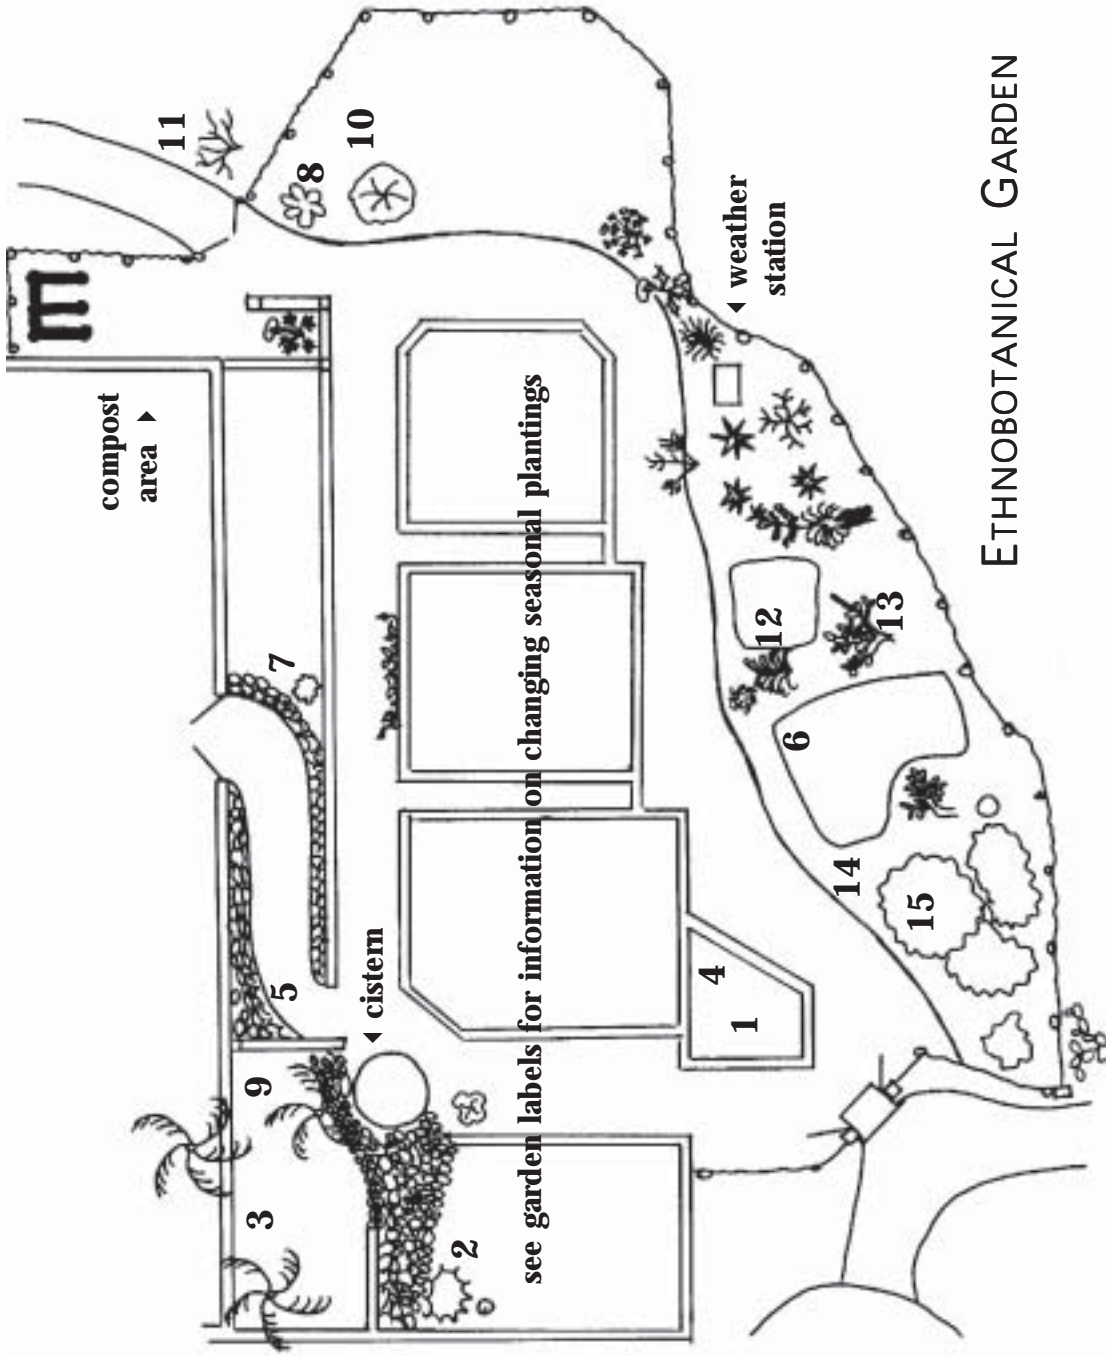 11
10
8
compost
area
weather
station
7
12
13
6
see garden labels for information on changing seasonal plantings
14
15
5
cistern
4
1
9
3
2
ETHNOBOTANICAL GARDEN